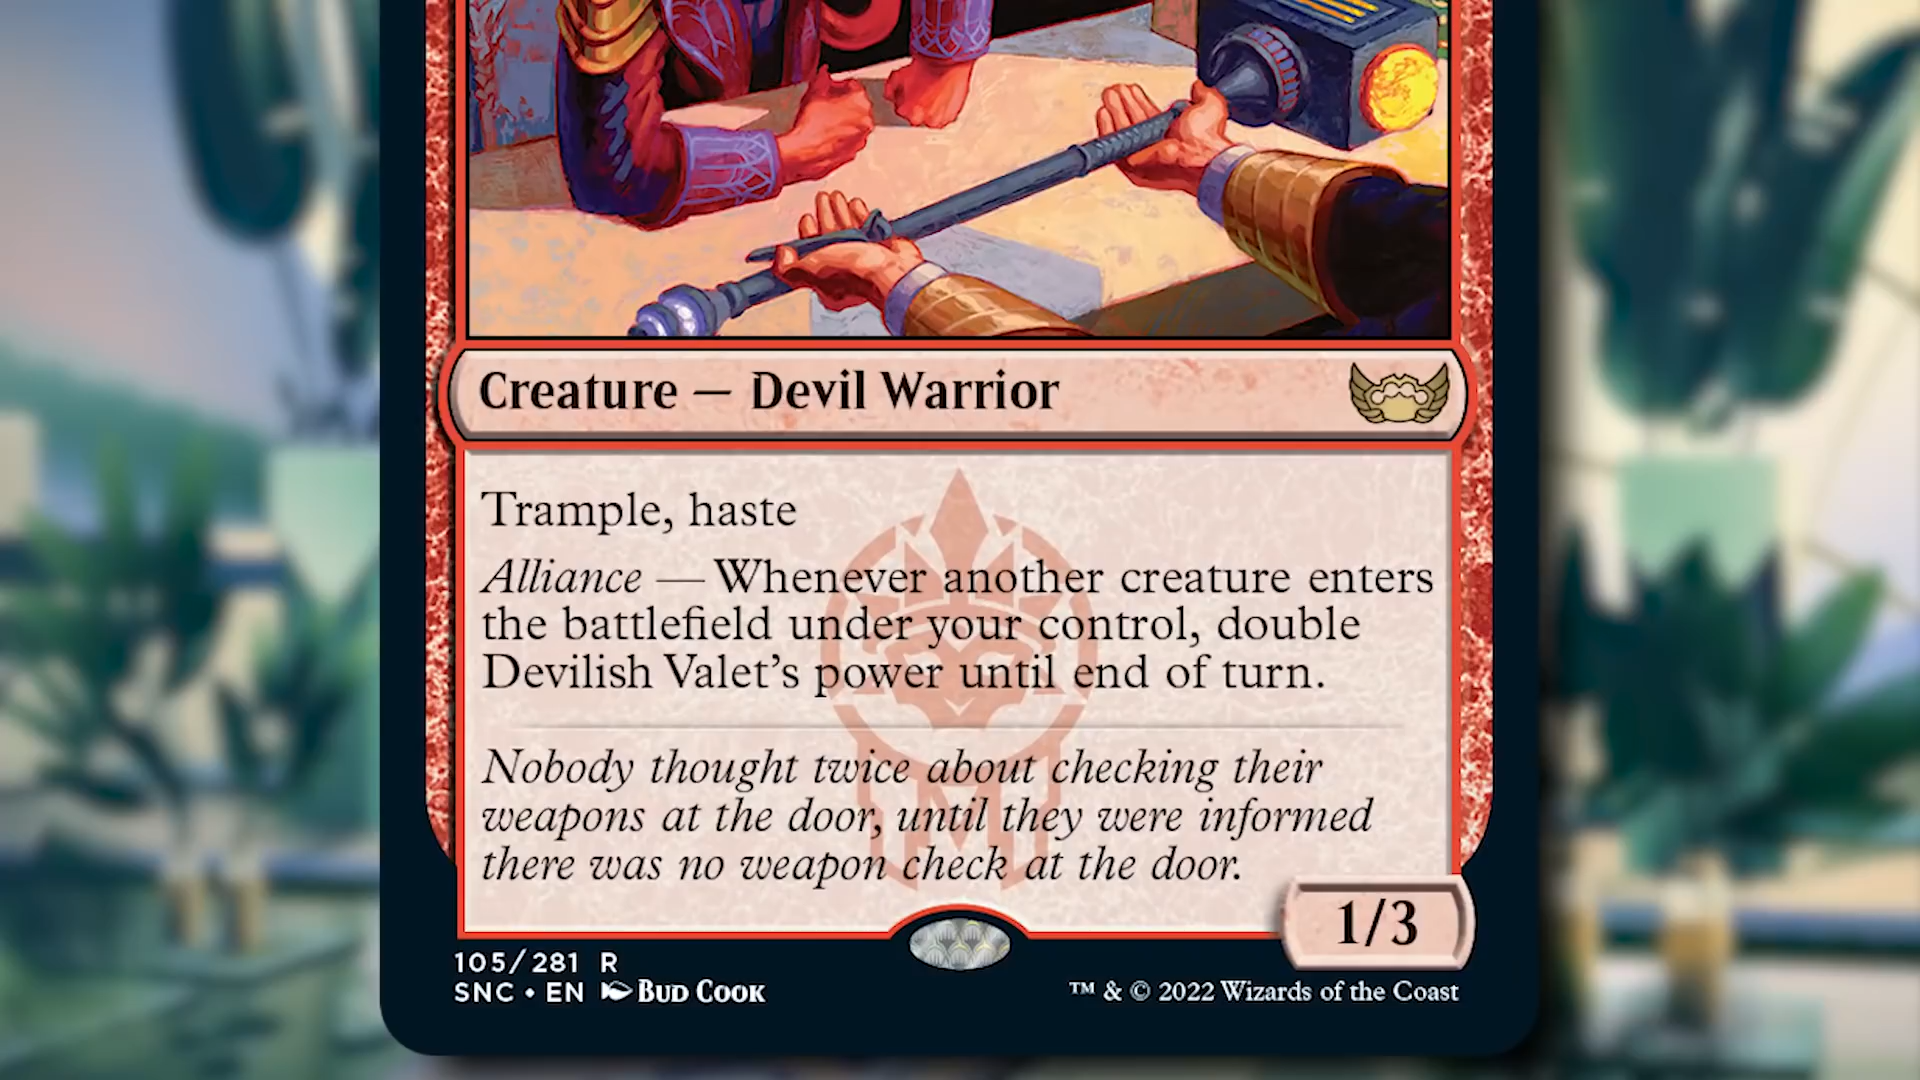 Creature — Devil Warrior
Trample, haste
Alliance — Whenever another creature enters
the battlefield under your control, double
Devilish Valet's power until end of turn.
Nobody thought twice about checking their
weapons at the door, until they were informed
there was no weapon check at the door.
1/3
105/281 R
SNC • EN Bud Cook
™ & © 2022 Wizards of the Coast